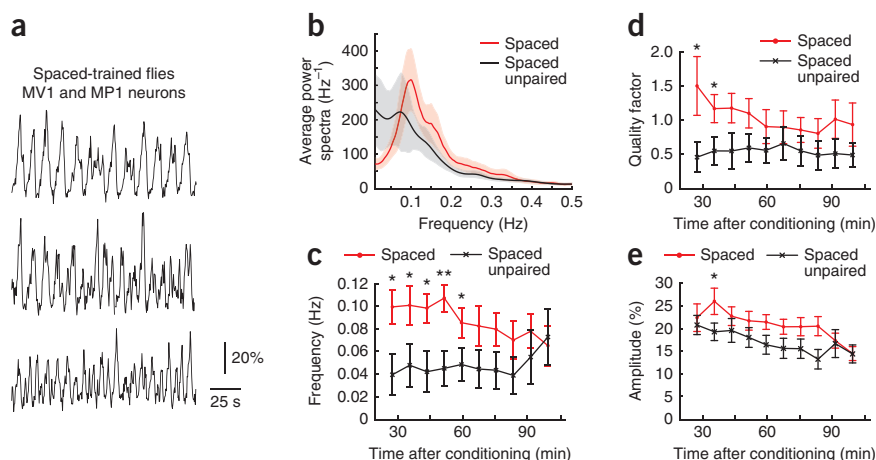 a
Spaced-trained flies
MV1 and MP1 neurons
20%
25 s
b
Spaced
Spaced
unpaired
Average power
spectra (Hz⁻¹)
400
300
200
100
0
0.1 0.2 0.3 0.4 0.5
Frequency (Hz)
c
Spaced
Spaced
unpaired
* * * ** *
Frequency (Hz)
0.12
0.10
0.08
0.06
0.04
0.02
0
30 60 90
Time after conditioning (min)
d
Spaced
Spaced
unpaired
* *
Quality factor
2.0
1.5
1.0
0.5
0
30 60 90
Time after conditioning (min)
e
Spaced
Spaced
unpaired
*
Amplitude (%)
30
25
20
15
10
5
0
30 60 90
Time after conditioning (min)